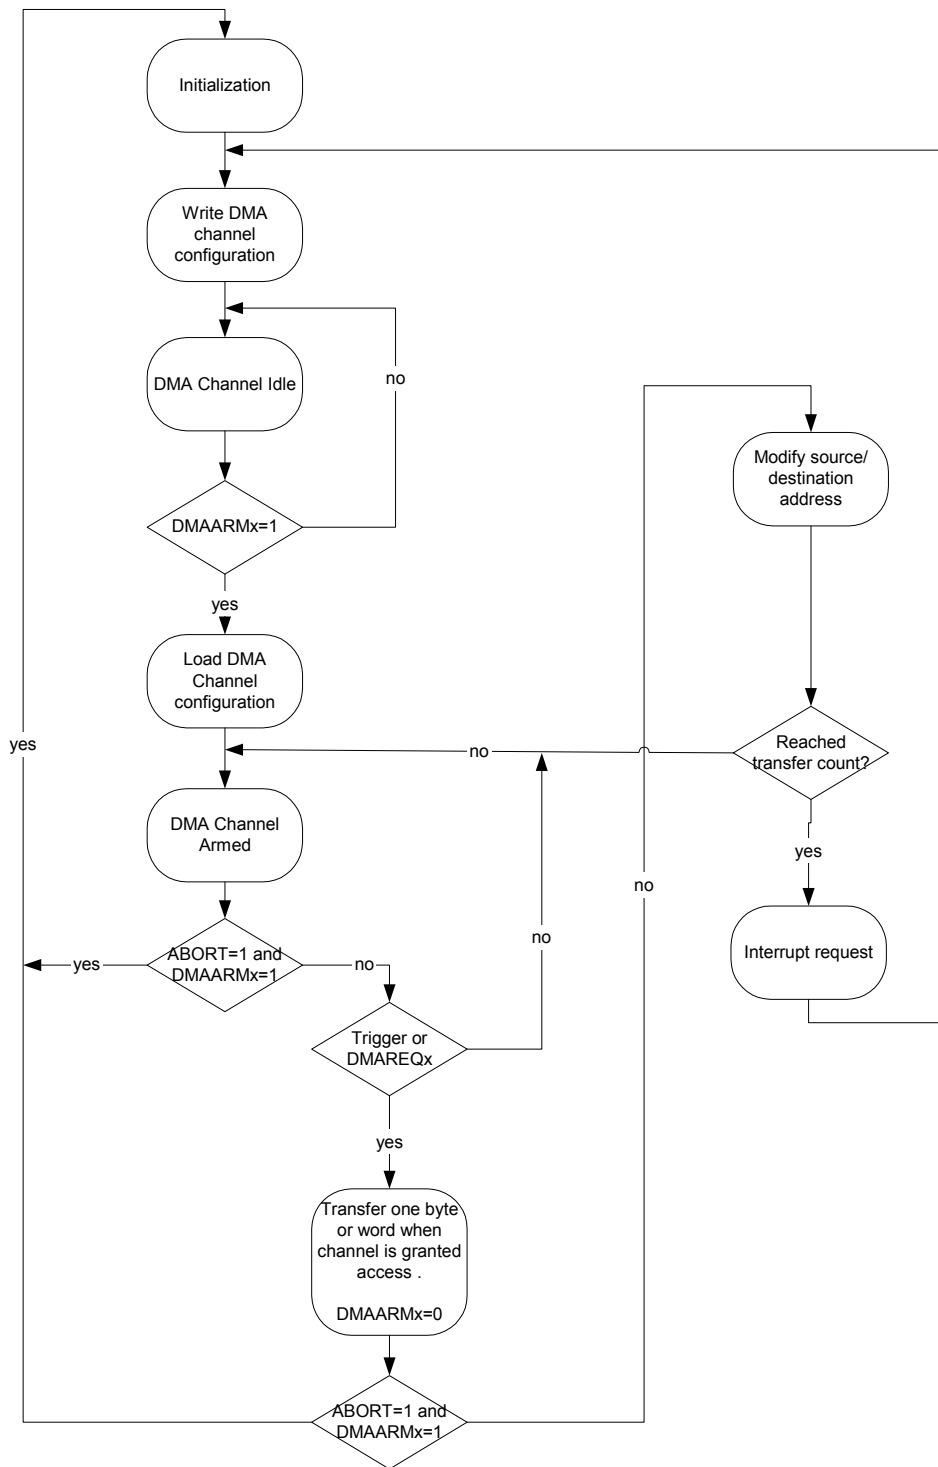 Initialization
Write DMA
channel
configuration
DMA Channel Idle
no
DMAARMx=1
yes
Load DMA
Channel
configuration
Modify source/
destination
address
yes
no
Reached
transfer count?
DMA Channel
Armed
yes
no
no
Interrupt request
ABORT=1 and
DMAARMx=1
yes
no
Trigger or
DMAREQx
yes
Transfer one byte
or word when
channel is granted
access .
DMAARMx=0
ABORT=1 and
DMAARMx=1